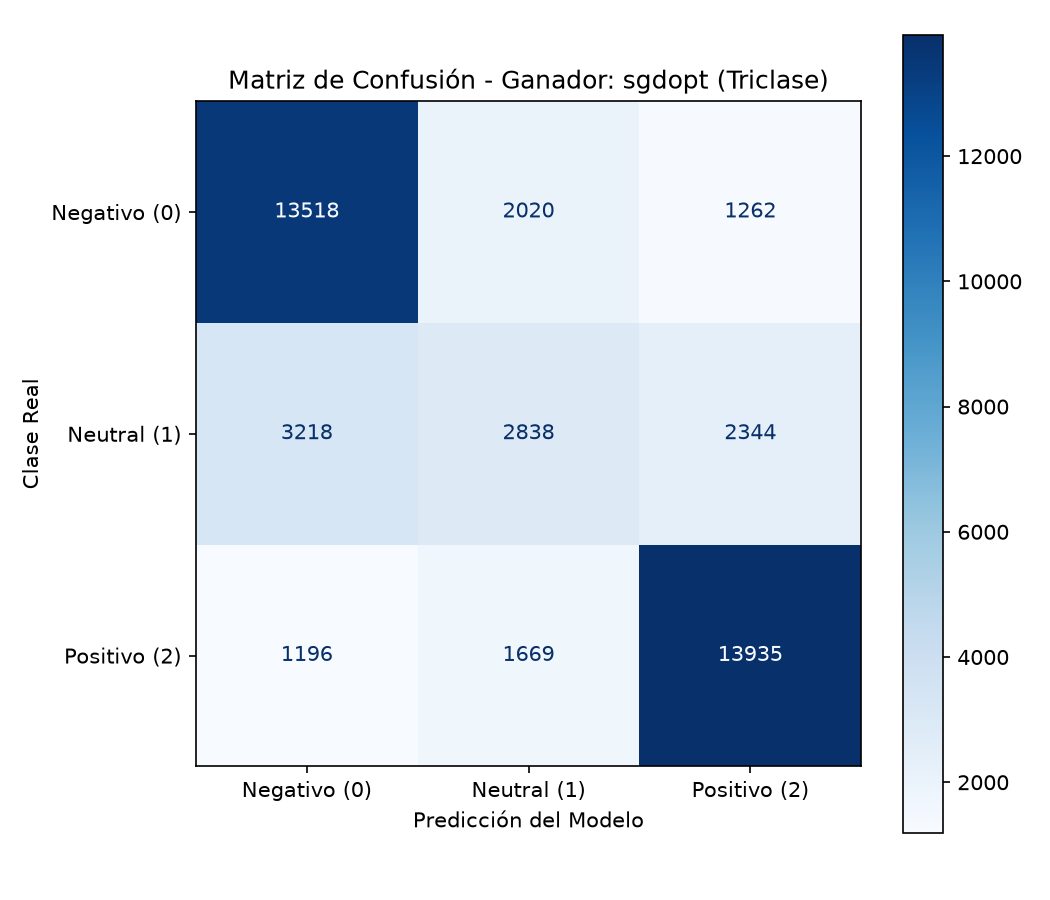 Matriz de Confusión - Ganador: sgdopt (Triclase)
Negativo (0)
13518
2020
1262
Neutral (1)
3218
2838
2344
Positivo (2)
1196
1669
13935
Clase Real
Negativo (0)
Neutral (1)
Positivo (2)
Predicción del Modelo
12000
10000
8000
6000
4000
2000